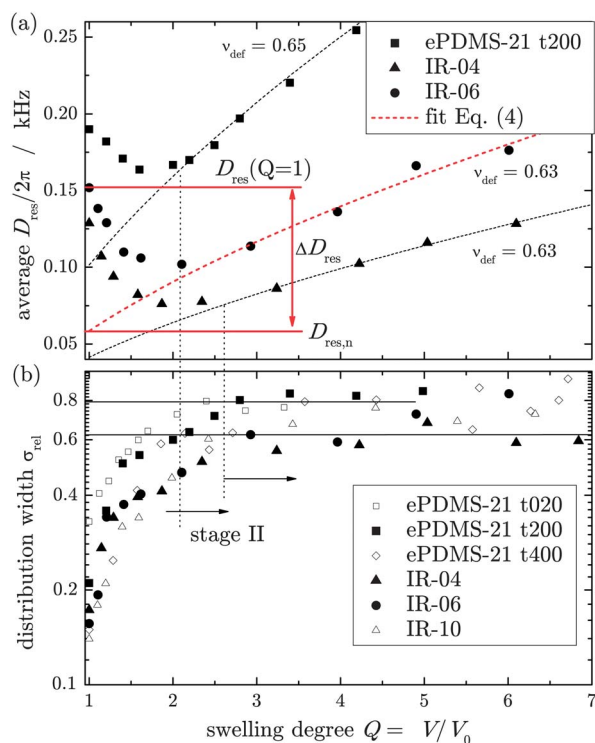 (a)
0.25
0.20
0.15
0.10
0.05
average D_res/2π / kHz
ν_def = 0.65
ePDMS-21 t200
IR-04
IR-06
fit Eq. (4)
D_res(Q=1)
ν_def = 0.63
ΔD_res
ν_def = 0.63
D_res,n
(b)
0.8
0.6
0.4
0.2
0.1
distribution width σ_rel
stage II
ePDMS-21 t020
ePDMS-21 t200
ePDMS-21 t400
IR-04
IR-06
IR-10
1 2 3 4 5 6 7
swelling degree Q = V/V_0